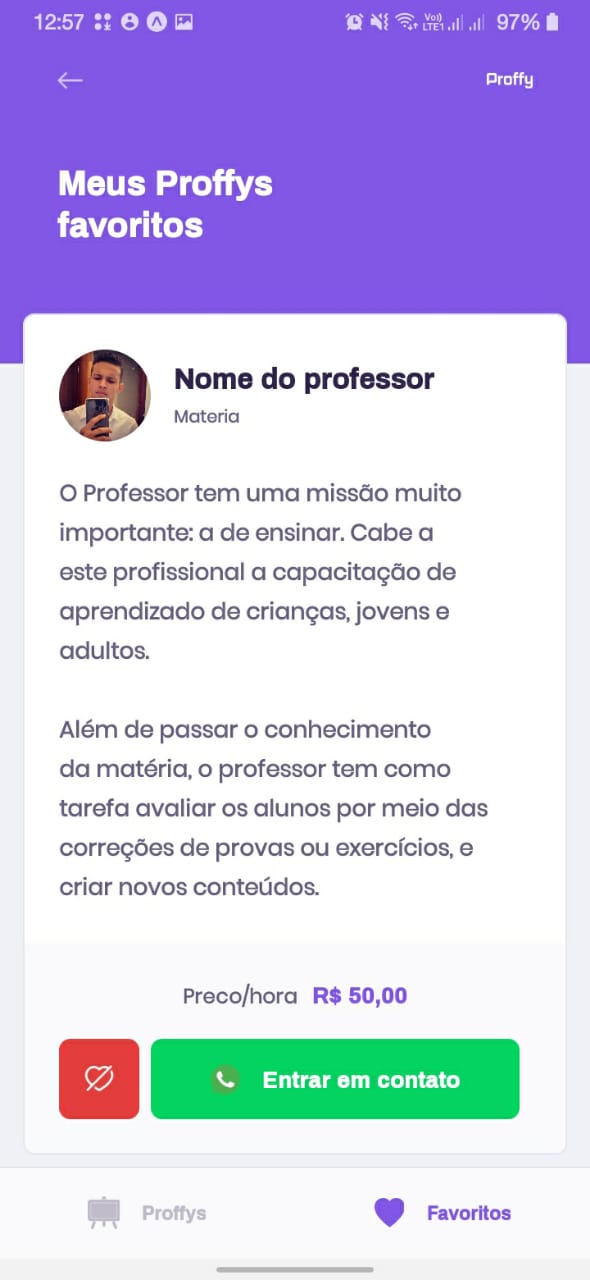 12:57
Vo))
LTE1
97%
Proffy
Meus Proffys
favoritos
Nome do professor
Materia
O Professor tem uma missão muito
importante: a de ensinar. Cabe a
este profissional a capacitação de
aprendizado de crianças, jovens e
adultos.
Além de passar o conhecimento
da matéria, o professor tem como
tarefa avaliar os alunos por meio das
correções de provas ou exercícios, e
criar novos conteúdos.
Preco/hora R$ 50,00
Entrar em contato
Proffys
Favoritos